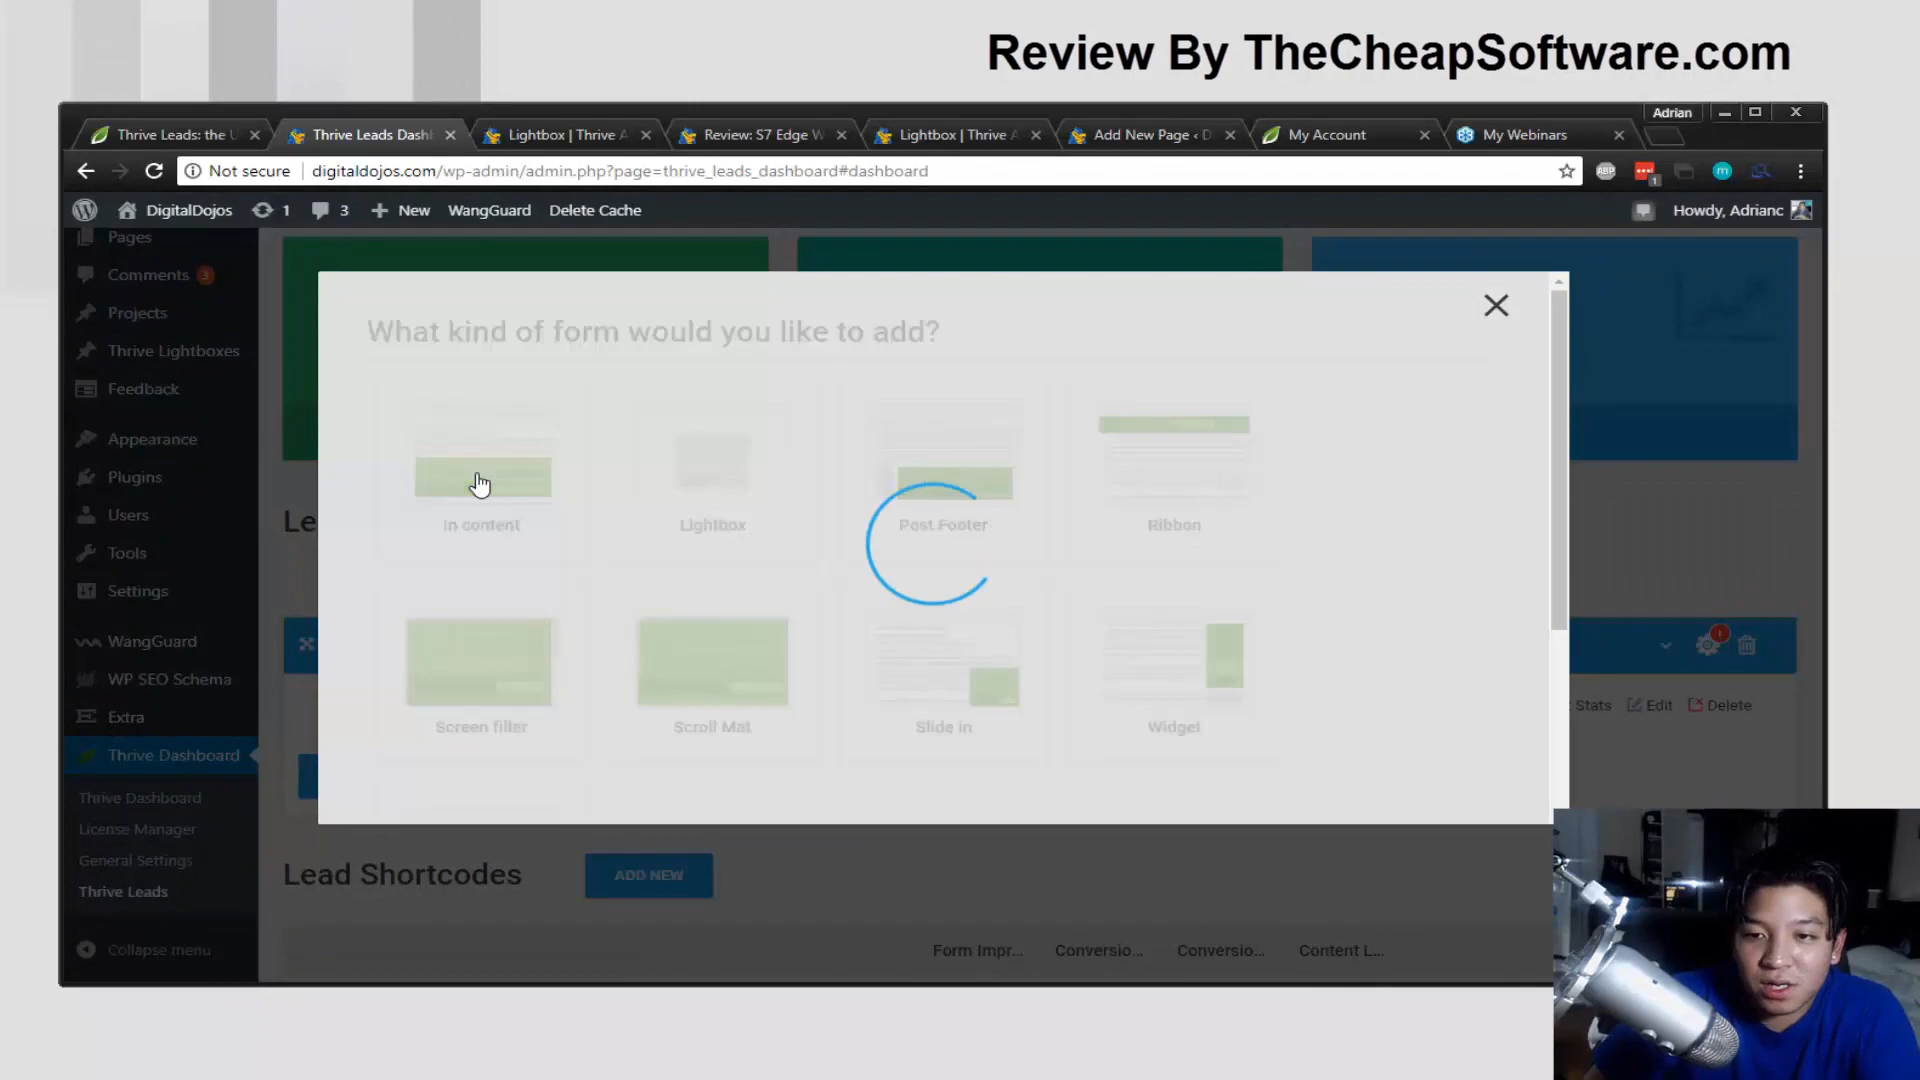 Review By TheCheapSoftware.com
Adrian
Thrive Leads: the U
Thrive Leads Dash
Lightbox | Thrive A
Review: S7 Edge W
Lightbox | Thrive A
Add New Page ‹ D
My Account
My Webinars
Not secure
digitaldojos.com/wp-admin/admin.php?page=thrive_leads_dashboard#dashboard
ABP
1
m
DigitalDojos
1
3
New
WangGuard
Delete Cache
Howdy, Adrianc
Pages
Comments 3
Projects
Thrive Lightboxes
Feedback
Appearance
Plugins
Users
Tools
Settings
WangGuard
WP SEO Schema
Extra
Thrive Dashboard
Thrive Dashboard
License Manager
General Settings
Thrive Leads
Collapse menu
What kind of form would you like to add?
In content
Lightbox
Post Footer
Ribbon
Screen filler
Scroll Mat
Slide in
Widget
Le
1
Stats
Edit
Delete
Lead Shortcodes
ADD NEW
Form Impr...
Conversio...
Conversio...
Content L...